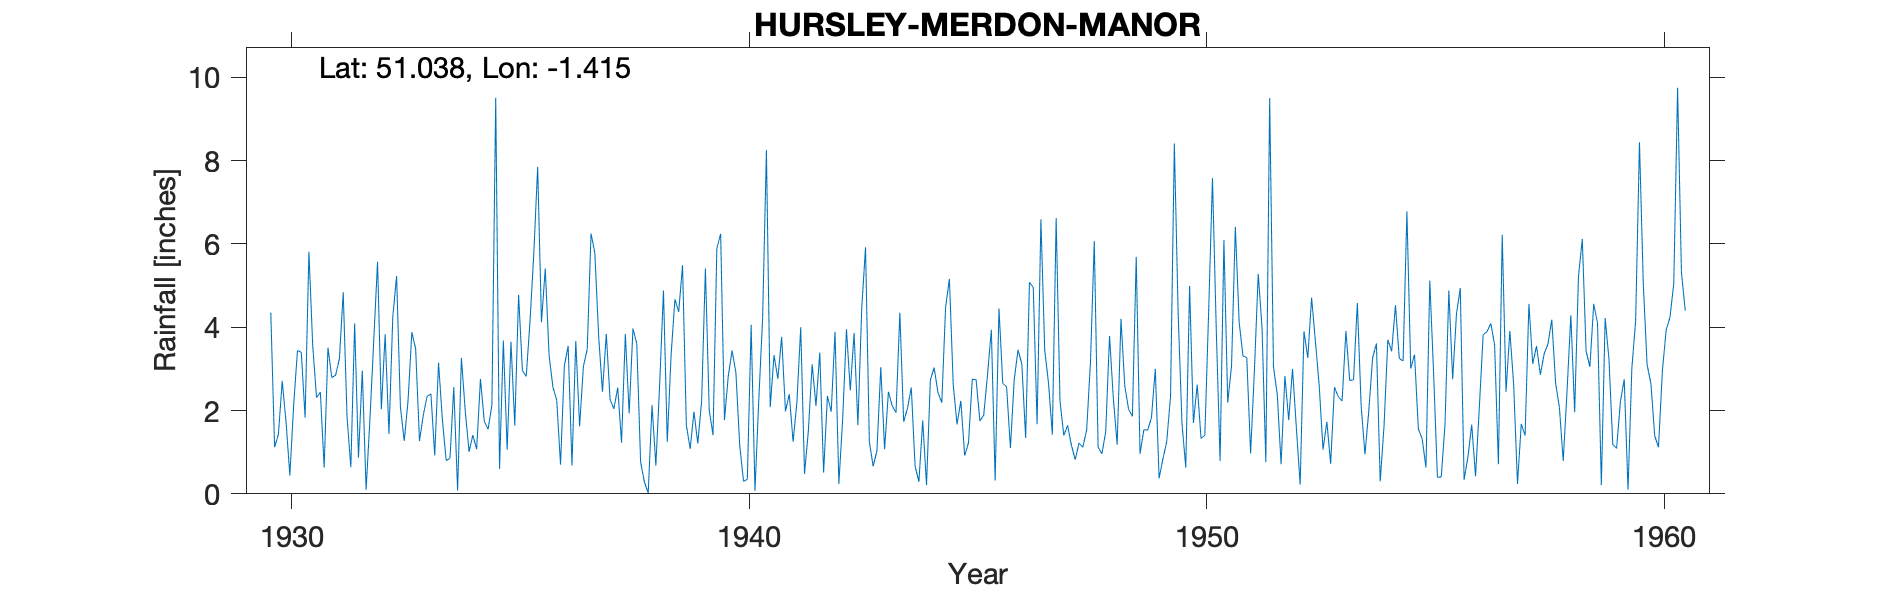 HURSLEY-MERDON-MANOR
Lat: 51.038, Lon: -1.415
10
8
6
4
2
0
Rainfall [inches]
1930 1940 1950 1960
Year